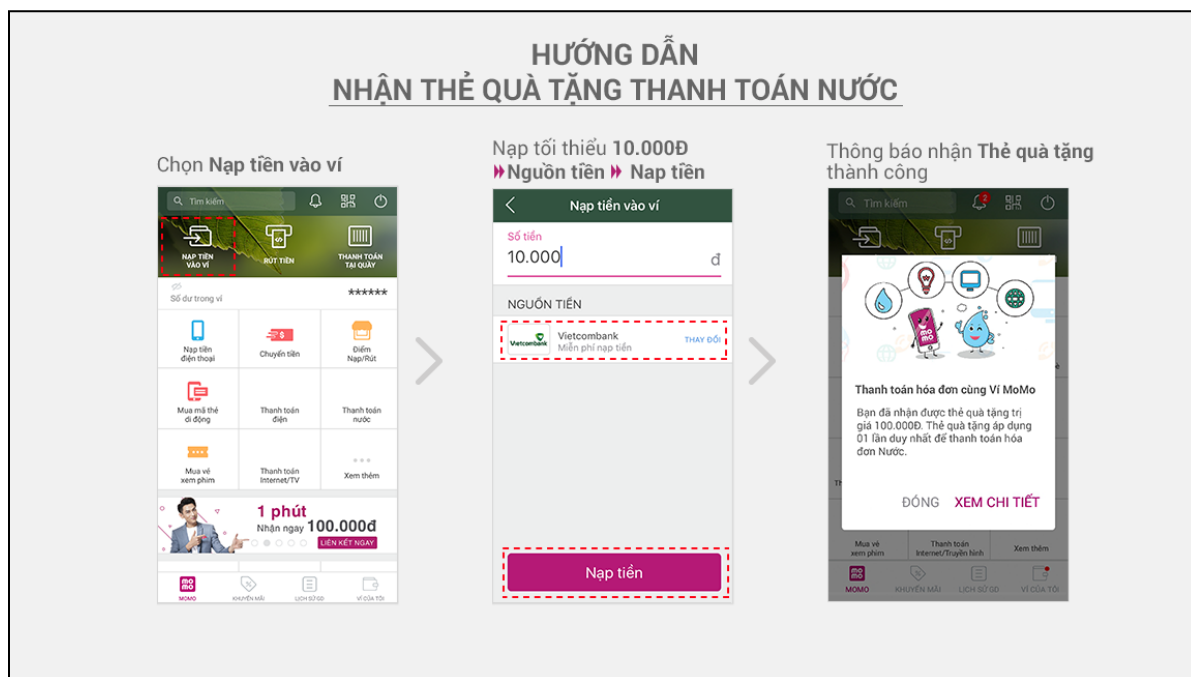 HƯỚNG DẪN
NHẬN THẺ QUÀ TẶNG THANH TOÁN NƯỚC
Chọn Nạp tiền vào ví
Tìm kiếm
NẠP TIỀN
VÀO VÍ
RÚT TIỀN
THANH TOÁN
TẠI QUẦY
Số dư trong ví
******
Nạp tiền
điện thoại
Chuyển tiền
Điểm
Nạp/Rút
Mua mã thẻ
di động
Thanh toán
điện
Thanh toán
nước
Mua vé
xem phim
Thanh toán
Internet/TV
Xem thêm
1 phút
Nhận ngay 100.000đ
LIÊN KẾT NGAY
MOMO
KHUYẾN MÃI
LỊCH SỬ GD
VÍ CỦA TÔI
Nạp tối thiểu 10.000Đ
Nguồn tiền Nạp tiền
Nạp tiền vào ví
Số tiền
10.000 đ
NGUỒN TIỀN
Vietcombank
Vietcombank
Miễn phí nạp tiền
THAY ĐỔI
Nạp tiền
Thông báo nhận Thẻ quà tặng
thành công
Tìm kiếm
2
mo
mo
Thanh toán hóa đơn cùng Ví MoMo
Bạn đã nhận được thẻ quà tặng trị
giá 100.000Đ. Thẻ quà tặng áp dụng
01 lần duy nhất để thanh toán hóa
đơn Nước.
ĐÓNG XEM CHI TIẾT
Mua vé
xem phim
Thanh toán
Internet/Truyền hình
Xem thêm
MOMO
KHUYẾN MÃI
LỊCH SỬ GD
VÍ CỦA TÔI